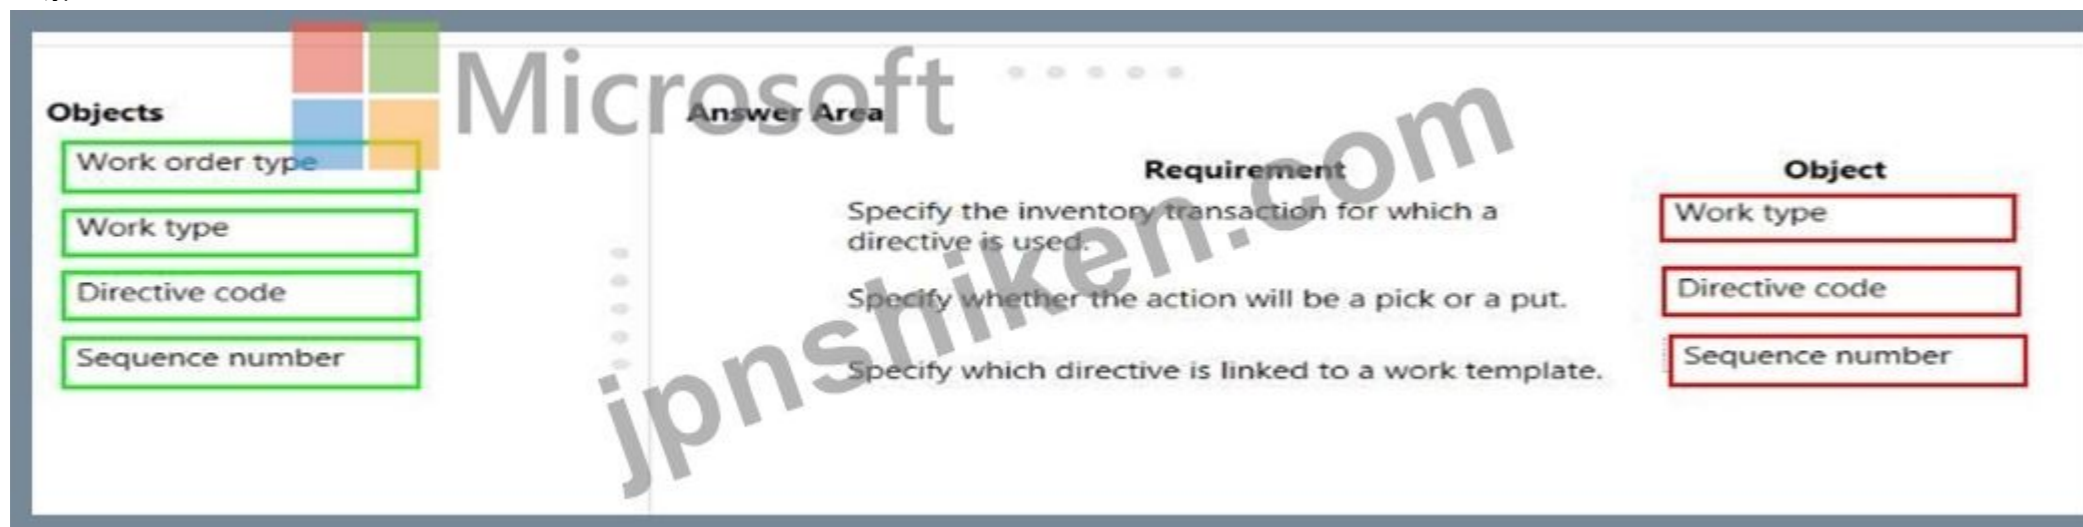 Microsoft
Objects
Answer Area
Work order type
Work type
Directive code
Sequence number
Requirement
Object
Specify the inventory transaction for which a
directive is used.
Work type
Specify whether the action will be a pick or a put.
Directive code
Specify which directive is linked to a work template.
Sequence number
jpnshiken.com